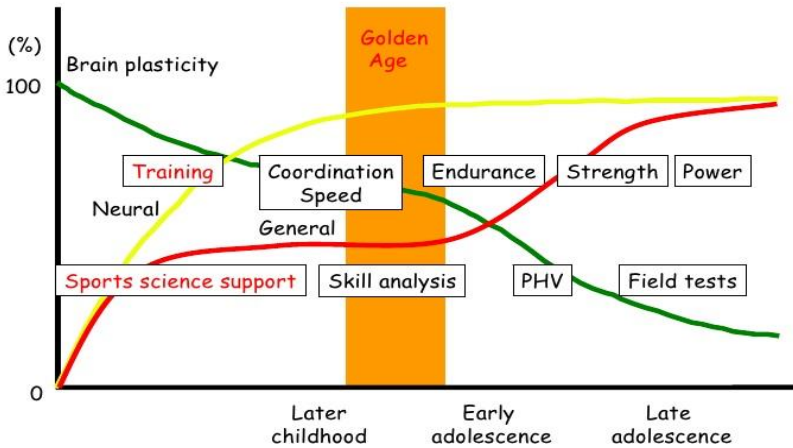 Golden
Age
(%)
Brain plasticity
100
Training
Coordination
Speed
Endurance
Strength
Power
Neural
General
Sports science support
Skill analysis
PHV
Field tests
0
Later
childhood
Early
adolescence
Late
adolescence